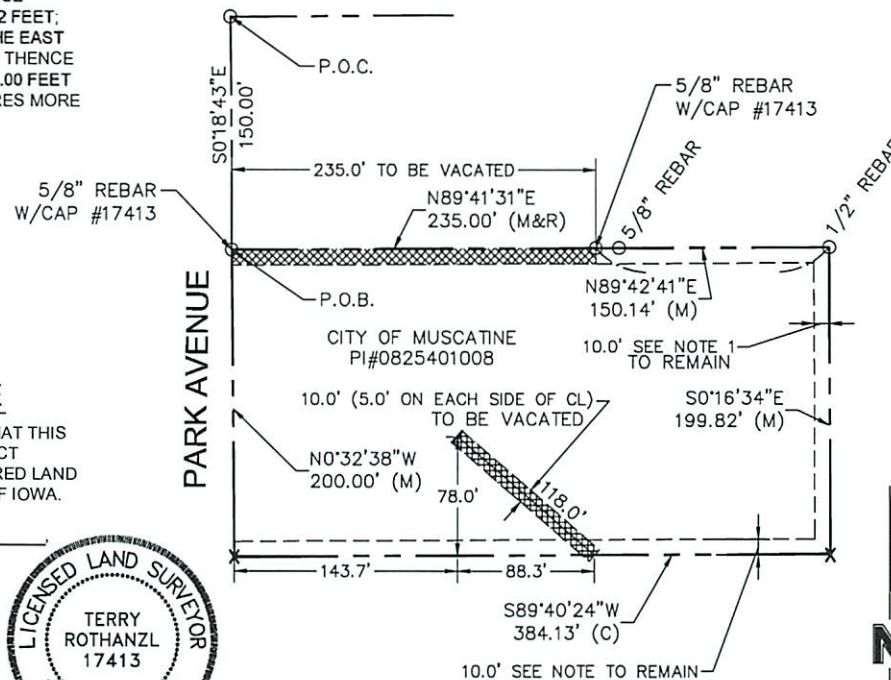 2 FEET;
HE EAST
THENCE
.00 FEET
RES MORE
P.O.C.
S0°18'43"E
150.00'
5/8" REBAR
W/CAP #17413
235.0' TO BE VACATED
5/8" REBAR
W/CAP #17413
N89°41'31"E
235.00' (M&R)
5/8" REBAR
1/2" REBAR
P.O.B.
N89°42'41"E
150.14' (M)
PARK AVENUE
CITY OF MUSCATINE
PI#0825401008
10.0' SEE NOTE 1
TO REMAIN
10.0' (5.0' ON EACH SIDE OF CL)
TO BE VACATED
S0°16'34"E
199.82' (M)
HAT THIS
CT
RED LAND
F IOWA.
N0°32'38"W
200.00' (M)
78.0'
118.0'
143.7'
88.3'
S89°40'24"W
384.13' (C)
10.0' SEE NOTE TO REMAIN
LICENSED LAND SURVEYOR
TERRY
ROTHANZL
17413
N